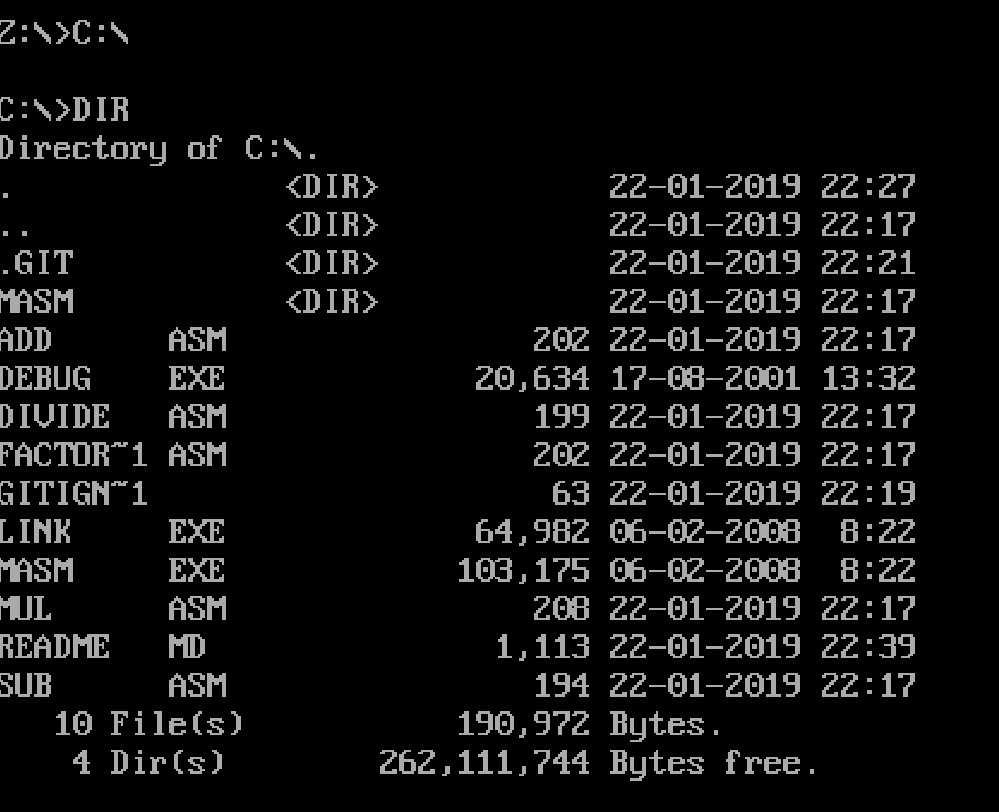 Z:\>C:\
C:\>DIR
Directory of C:\.
.              <DIR>            22-01-2019 22:27
..             <DIR>            22-01-2019 22:17
.GIT           <DIR>            22-01-2019 22:21
MASM           <DIR>            22-01-2019 22:17
ADD      ASM                202 22-01-2019 22:17
DEBUG    EXE             20,634 17-08-2001 13:32
DIVIDE   ASM                199 22-01-2019 22:17
FACTOR~1 ASM                202 22-01-2019 22:17
GITIGN~1                     63 22-01-2019 22:19
LINK     EXE             64,982 06-02-2008  8:22
MASM     EXE            103,175 06-02-2008  8:22
MUL      ASM                208 22-01-2019 22:17
README   MD               1,113 22-01-2019 22:39
SUB      ASM                194 22-01-2019 22:17
   10 File(s)           190,972 Bytes.
    4 Dir(s)        262,111,744 Bytes free.